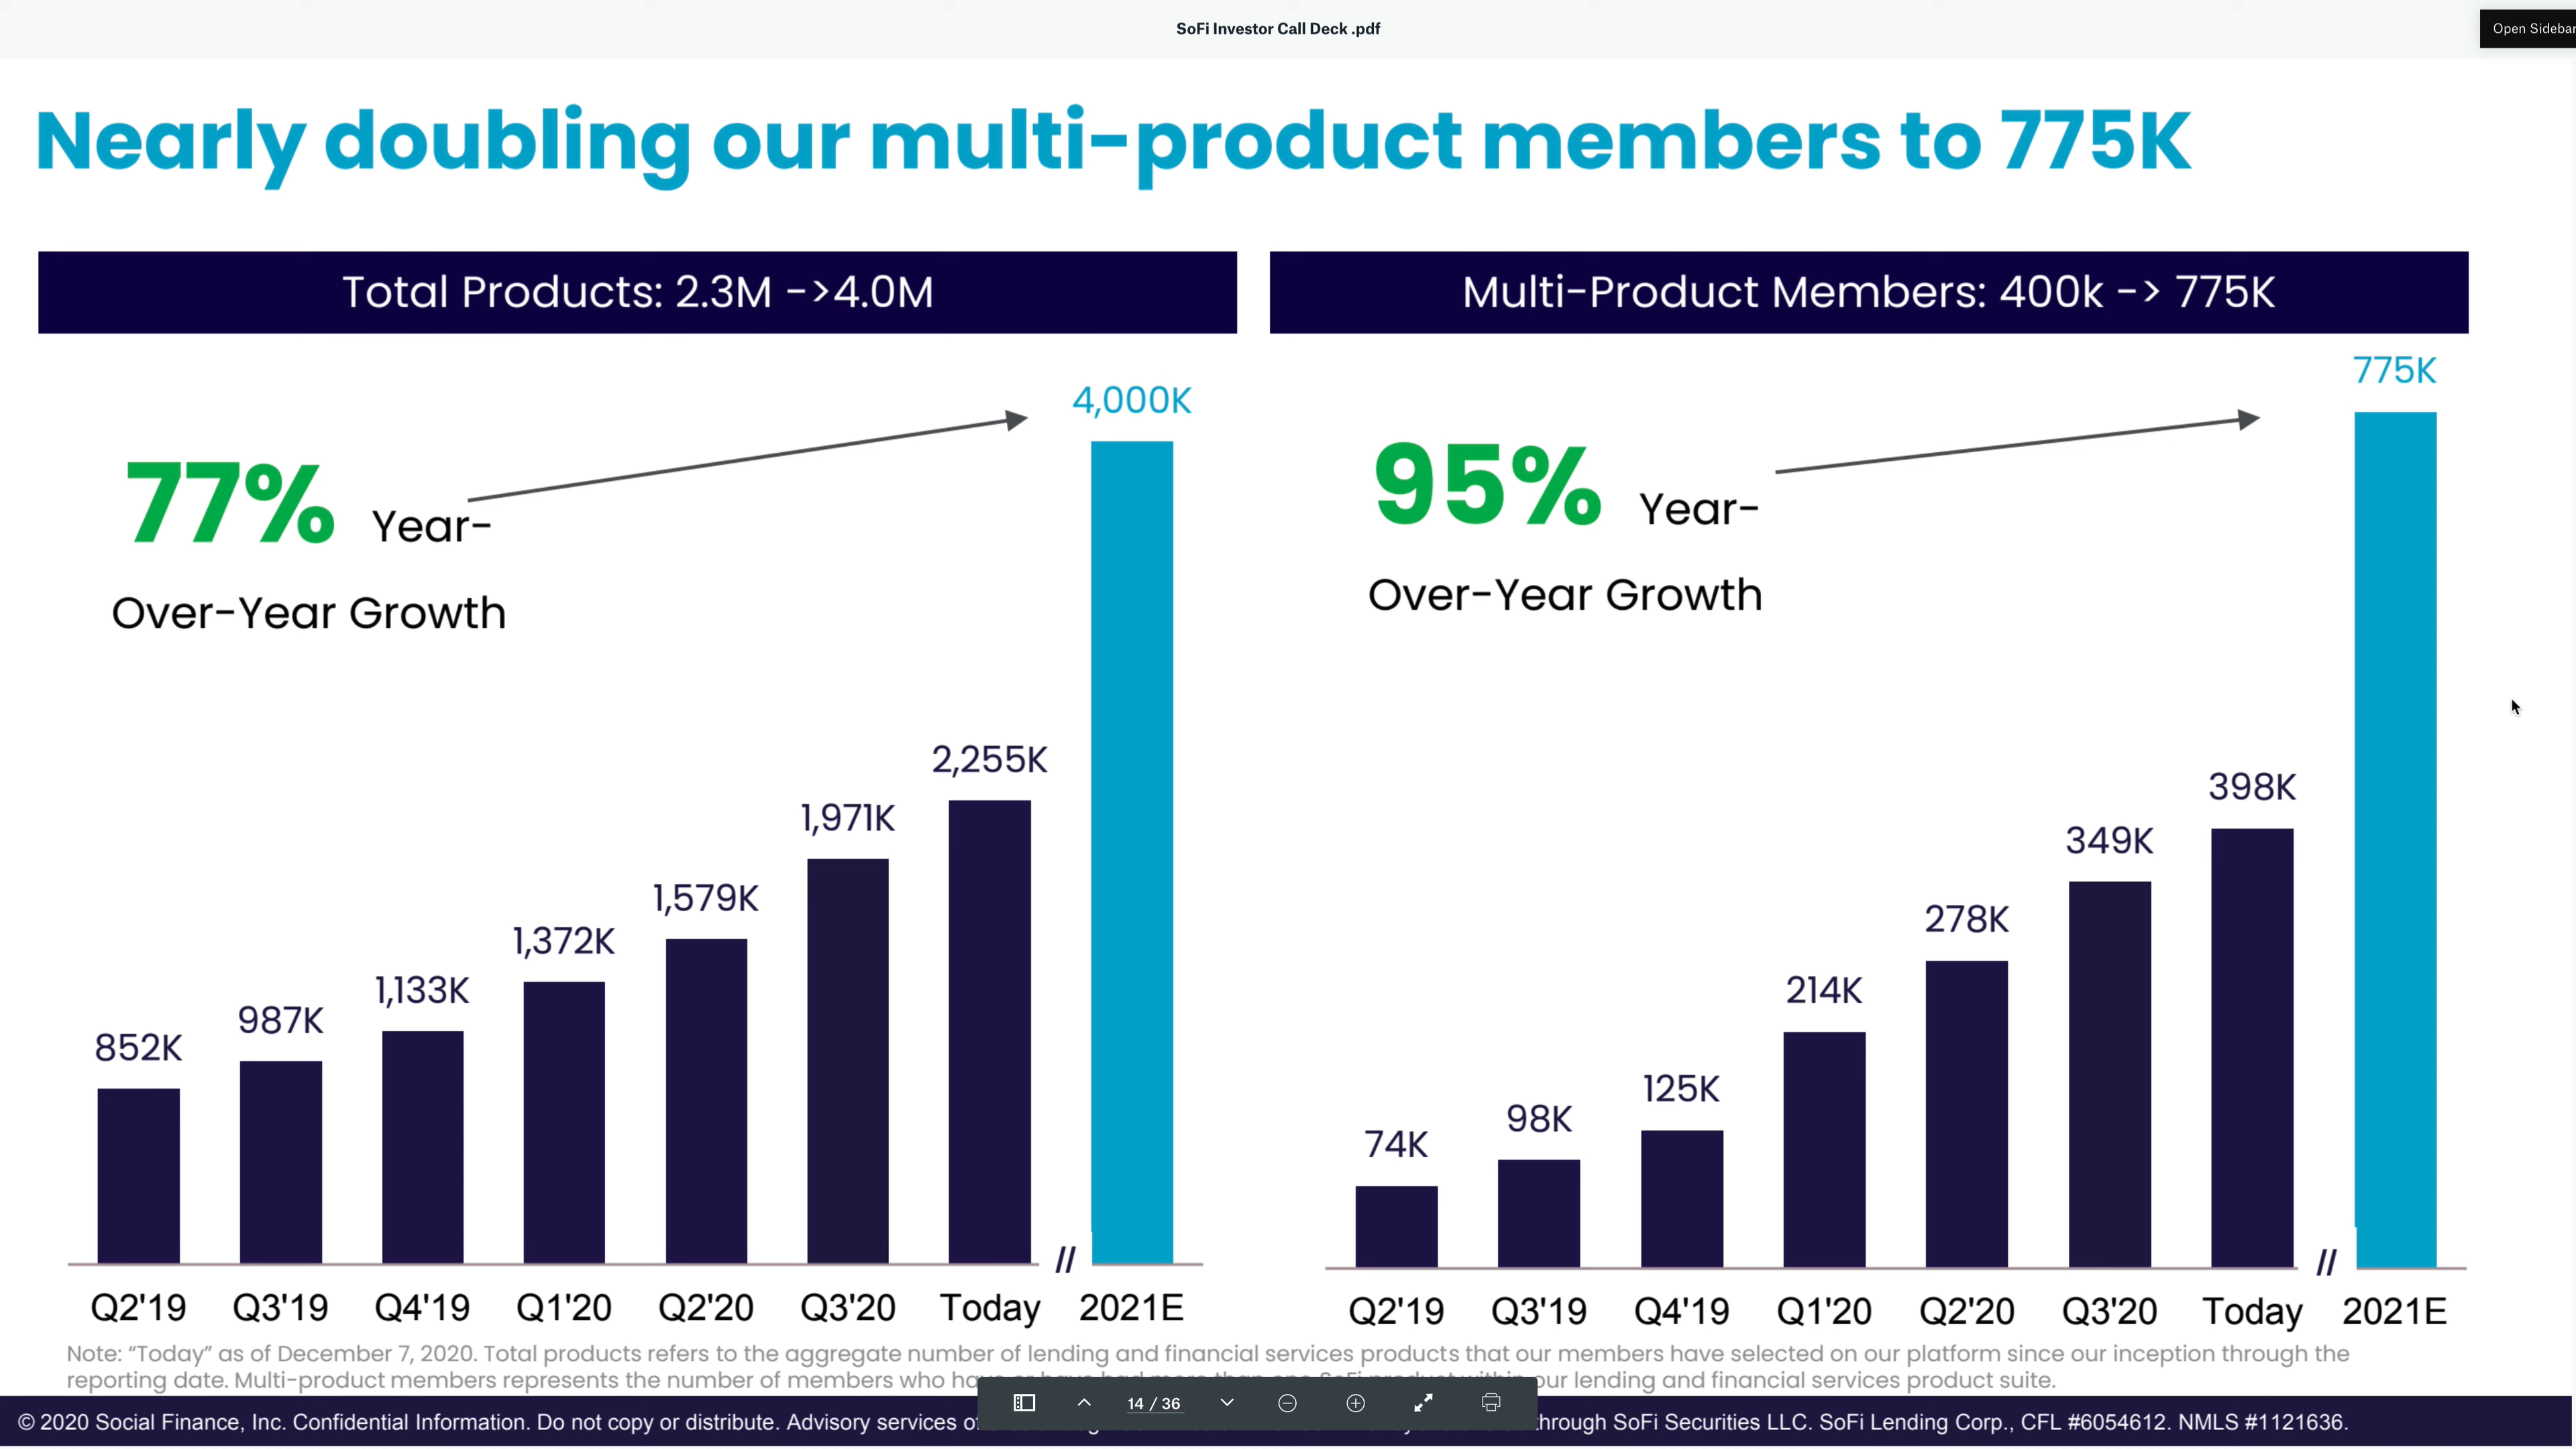 SoFi Investor Call Deck .pdf
Open Sidebar
Nearly doubling our multi-product members to 775K
Total Products: 2.3M ->4.0M
77% Year-
Over-Year Growth
852K
987K
1,133K
1,372K
1,579K
1,971K
2,255K
4,000K
//
Q2'19 Q3'19 Q4'19 Q1'20 Q2'20 Q3'20 Today 2021E
Multi-Product Members: 400k -> 775K
95% Year-
Over-Year Growth
74K
98K
125K
214K
278K
349K
398K
775K
//
Q2'19 Q3'19 Q4'19 Q1'20 Q2'20 Q3'20 Today 2021E
Note: “Today” as of December 7, 2020. Total products refers to the aggregate number of lending and financial services products that our members have selected on our platform since our inception through the
reporting date. Multi-product members represents the number of members who our lending and financial services product suite.
14 / 36
© 2020 Social Finance, Inc. Confidential Information. Do not copy or distribute. Advisory services through SoFi Securities LLC. SoFi Lending Corp., CFL #6054612. NMLS #1121636.